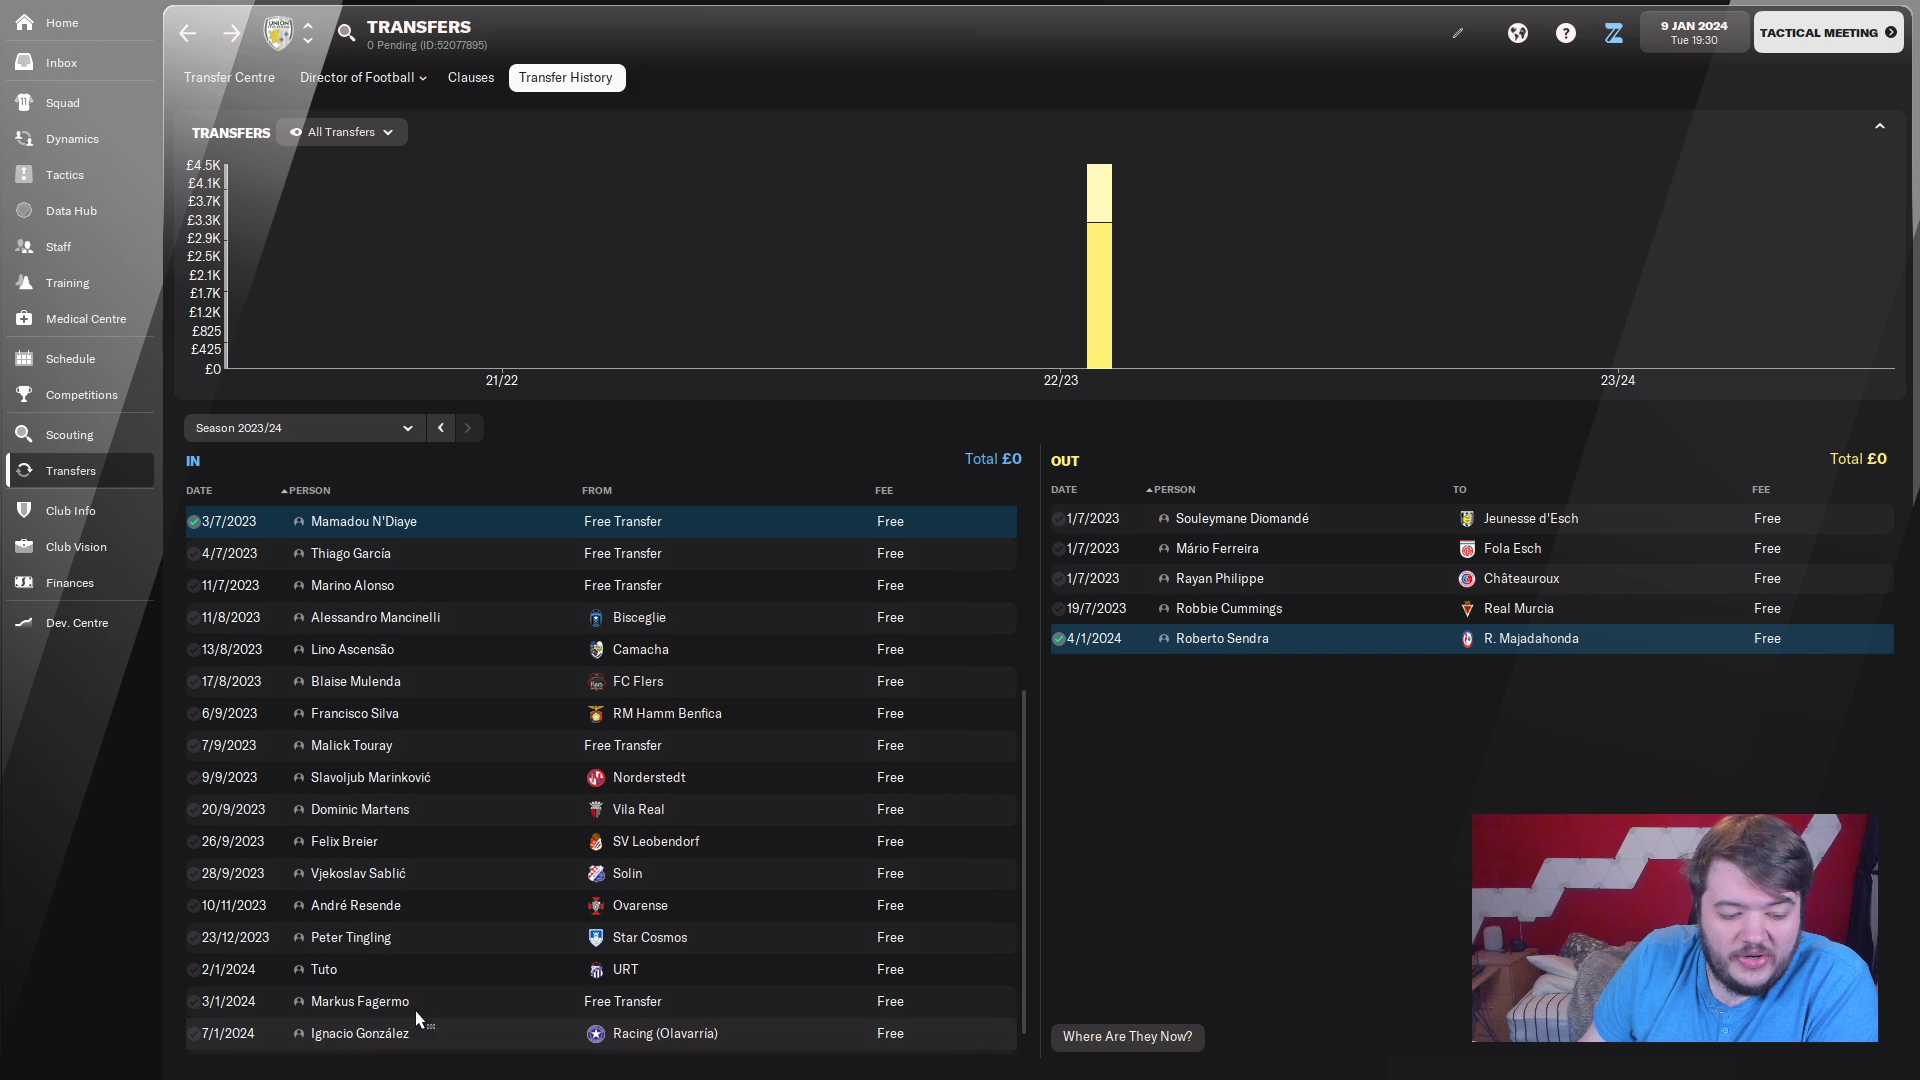 Home
Inbox
Squad
Dynamics
Tactics
Data Hub
Staff
Training
Medical Centre
Schedule
Competitions
Scouting
Transfers
Club Info
Club Vision
Finances
Dev. Centre
UNION
TRANSFERS
0 Pending (ID:52077895)
9 JAN 2024
Tue 19:30
TACTICAL MEETING
Transfer Centre
Director of Football
Clauses
Transfer History
TRANSFERS
All Transfers
£4.5K
£4.1K
£3.7K
£3.3K
£2.9K
£2.5K
£2.1K
£1.7K
£1.2K
£825
£425
£0
21/22 22/23 23/24
Season 2023/24
IN Total £0
DATE PERSON FROM FEE
3/7/2023 Mamadou N'Diaye Free Transfer Free
4/7/2023 Thiago García Free Transfer Free
11/7/2023 Marino Alonso Free Transfer Free
11/8/2023 Alessandro Mancinelli Bisceglie Free
13/8/2023 Lino Ascensão Camacha Free
17/8/2023 Blaise Mulenda FC Flers Free
6/9/2023 Francisco Silva RM Hamm Benfica Free
7/9/2023 Malick Touray Free Transfer Free
9/9/2023 Slavoljub Marinković Norderstedt Free
20/9/2023 Dominic Martens Vila Real Free
26/9/2023 Felix Breier SV Leobendorf Free
28/9/2023 Vjekoslav Sablić Solin Free
10/11/2023 André Resende Ovarense Free
23/12/2023 Peter Tingling Star Cosmos Free
2/1/2024 Tuto URT Free
3/1/2024 Markus Fagermo Free Transfer Free
7/1/2024 Ignacio González Racing (Olavarría) Free
OUT Total £0
DATE PERSON TO FEE
1/7/2023 Souleymane Diomandé Jeunesse d'Esch Free
1/7/2023 Mário Ferreira Fola Esch Free
1/7/2023 Rayan Philippe Châteauroux Free
19/7/2023 Robbie Cummings Real Murcia Free
4/1/2024 Roberto Sendra R. Majadahonda Free
Where Are They Now?